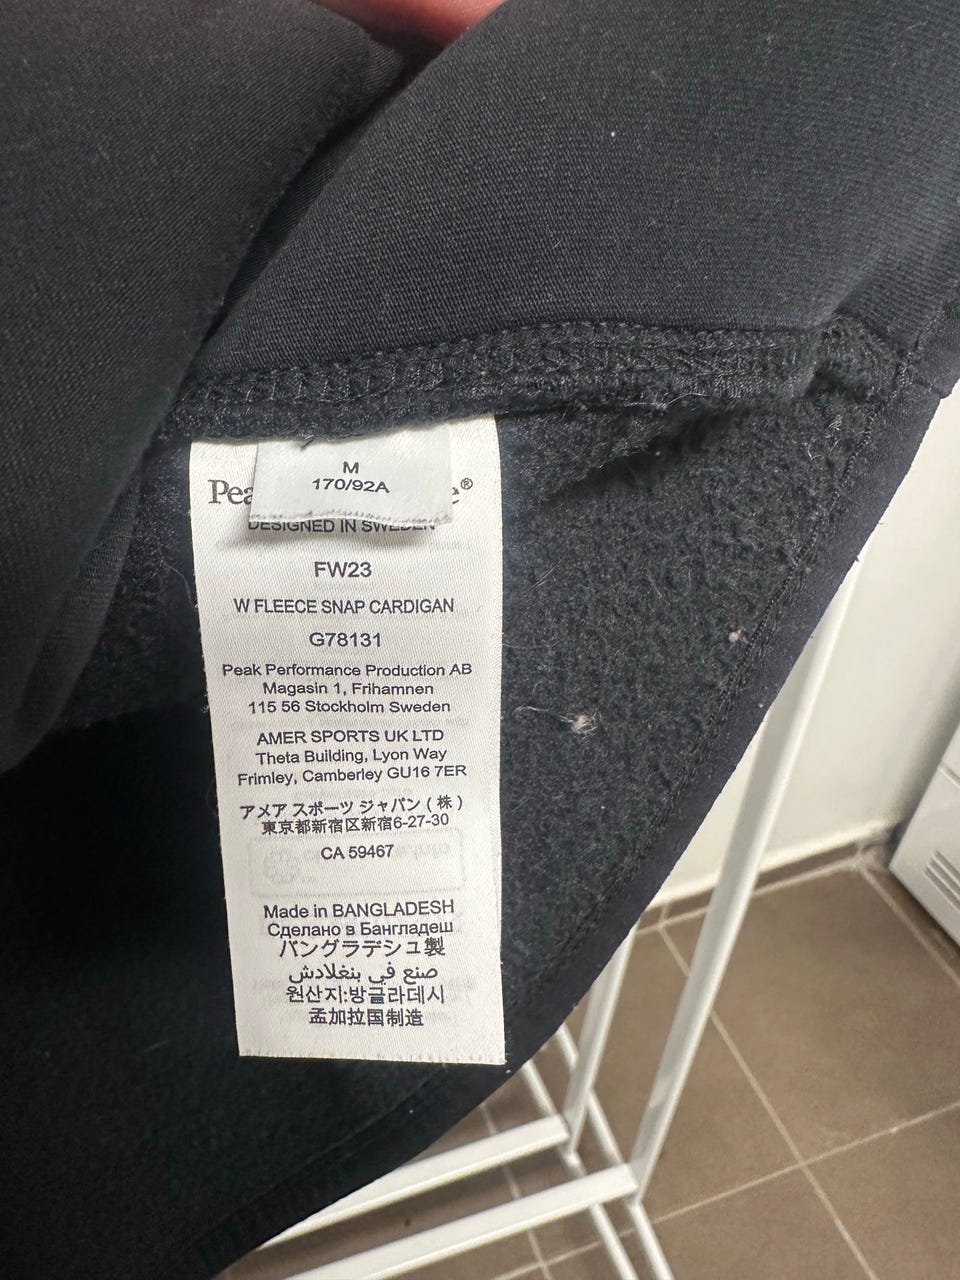 M
170/92A
Pea e®
DESIGNED IN SWEDEN
FW23
W FLEECE SNAP CARDIGAN
G78131
Peak Performance Production AB
Magasin 1, Frihamnen
115 56 Stockholm Sweden
AMER SPORTS UK LTD
Theta Building, Lyon Way
Frimley, Camberley GU16 7ER
アメア スポーツ ジャパン ( 株 )
東京都新宿区新宿6-27-30
CA 59467
Made in BANGLADESH
Сделано в Бангладеш
バングラデシュ製
صنع في بنغلادش
원산지:방글라데시
孟加拉国制造